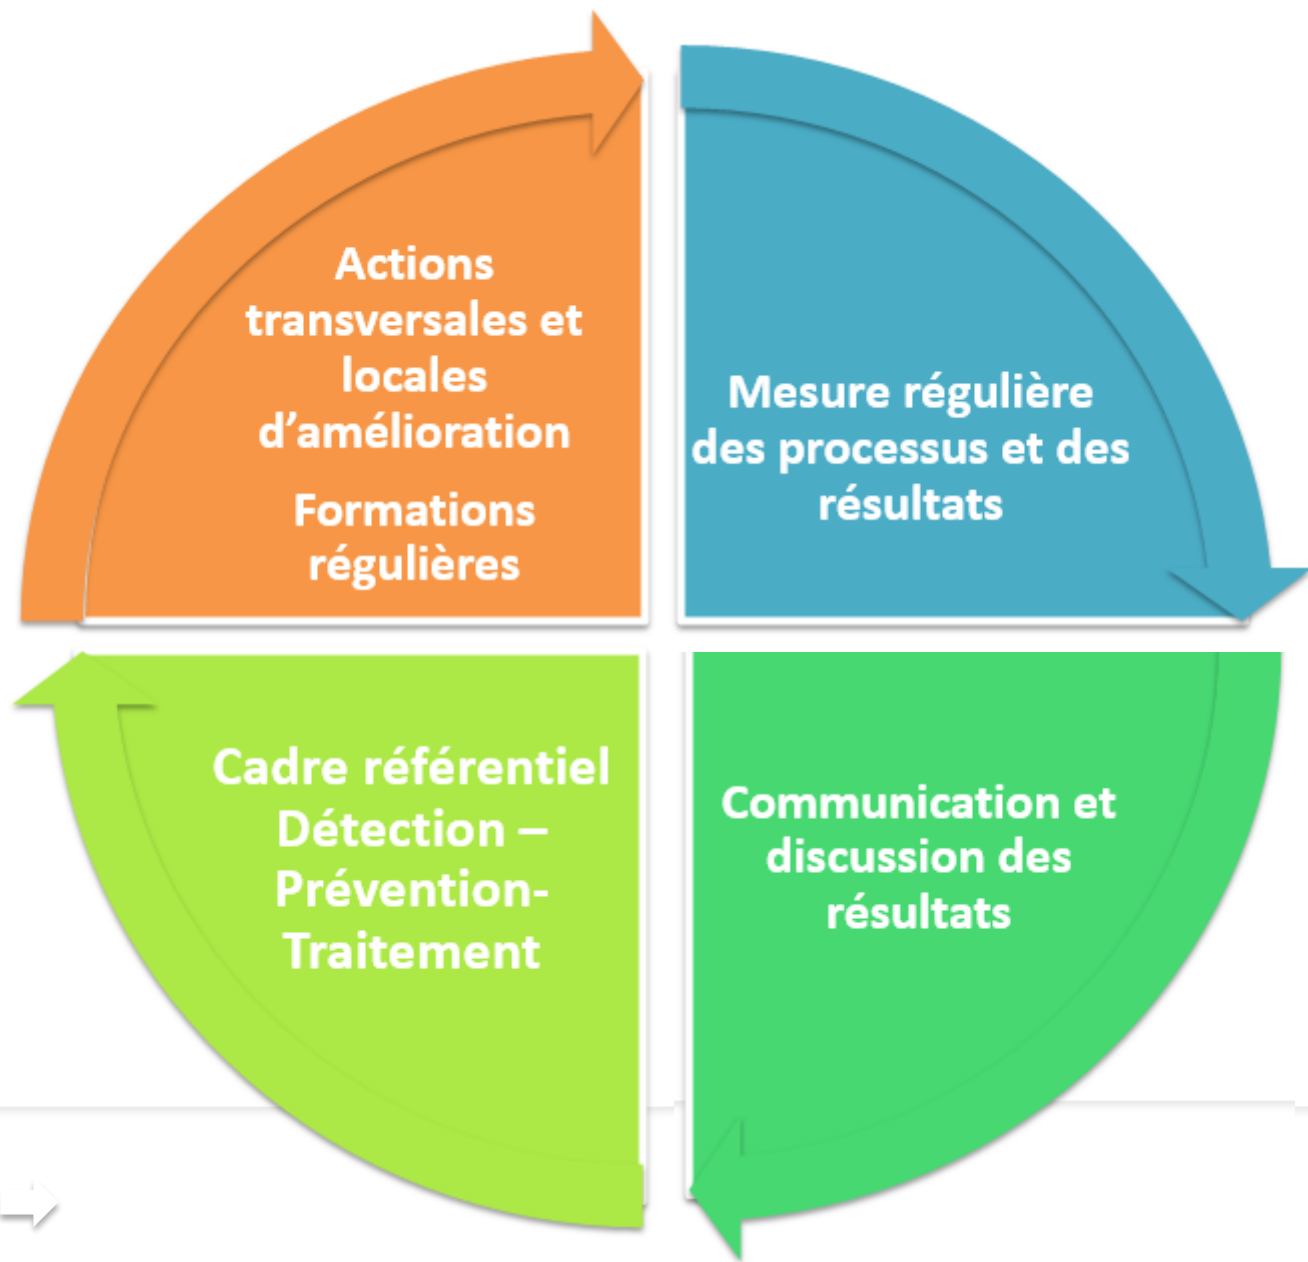 Actions
transversales et
locales
d’amélioration
Formations
régulières
Mesure régulière
des processus et des
résultats
Cadre référentiel
Détection –
Prévention-
Traitement
Communication et
discussion des
résultats